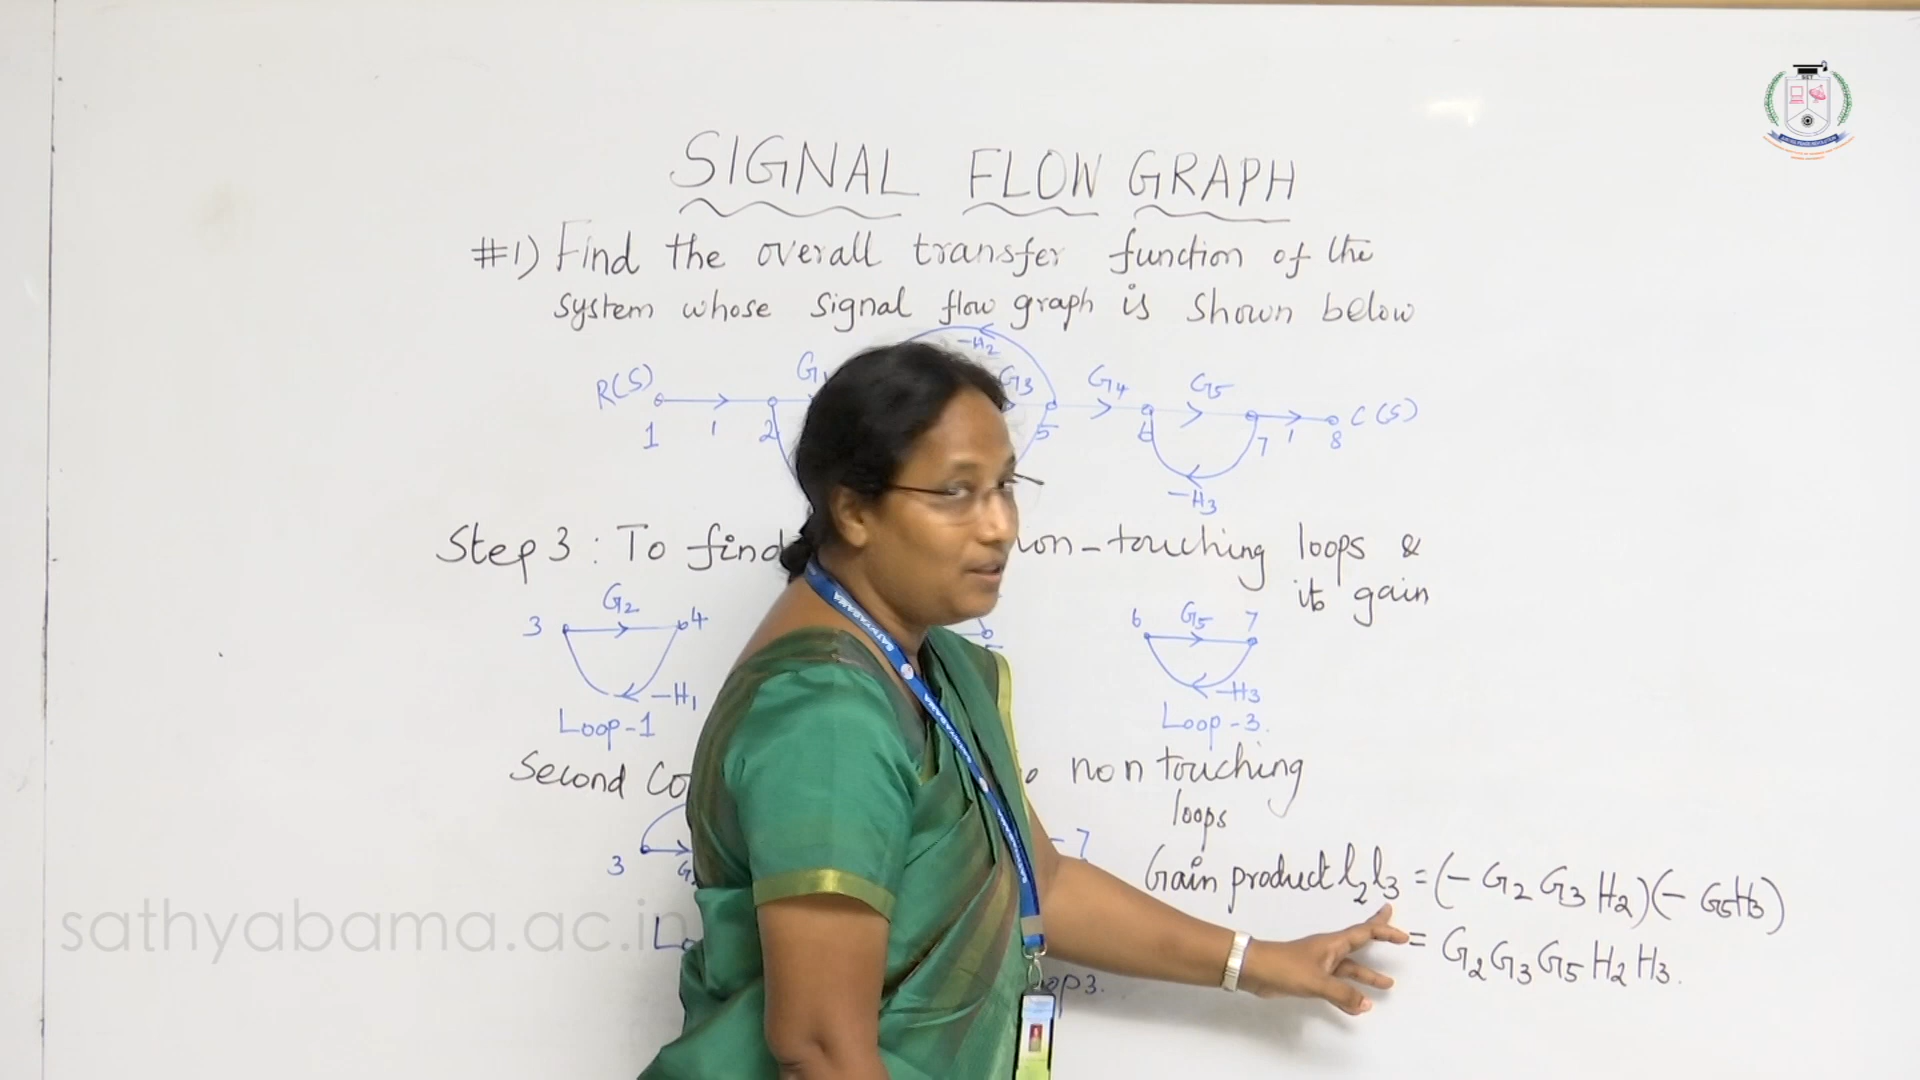 SIGNAL FLOW GRAPH
#1) Find the overall transfer function of the
system whose signal flow graph is shown below
-H2
R(S) G1 G3 G4 G5 C(S)
1 1 2 5 6 7 1 8
-H3
Step 3 : To find non-touching loops &
its gain
3 G2 4
-H1
Loop-1
6 G5 7
-H3
Loop-3.
Second non touching
loops
3 7
Gain product l2l3 = (- G2 G3 H2)(- G5H3)
= G2 G3 G5 H2 H3.
sathyabama.ac.in